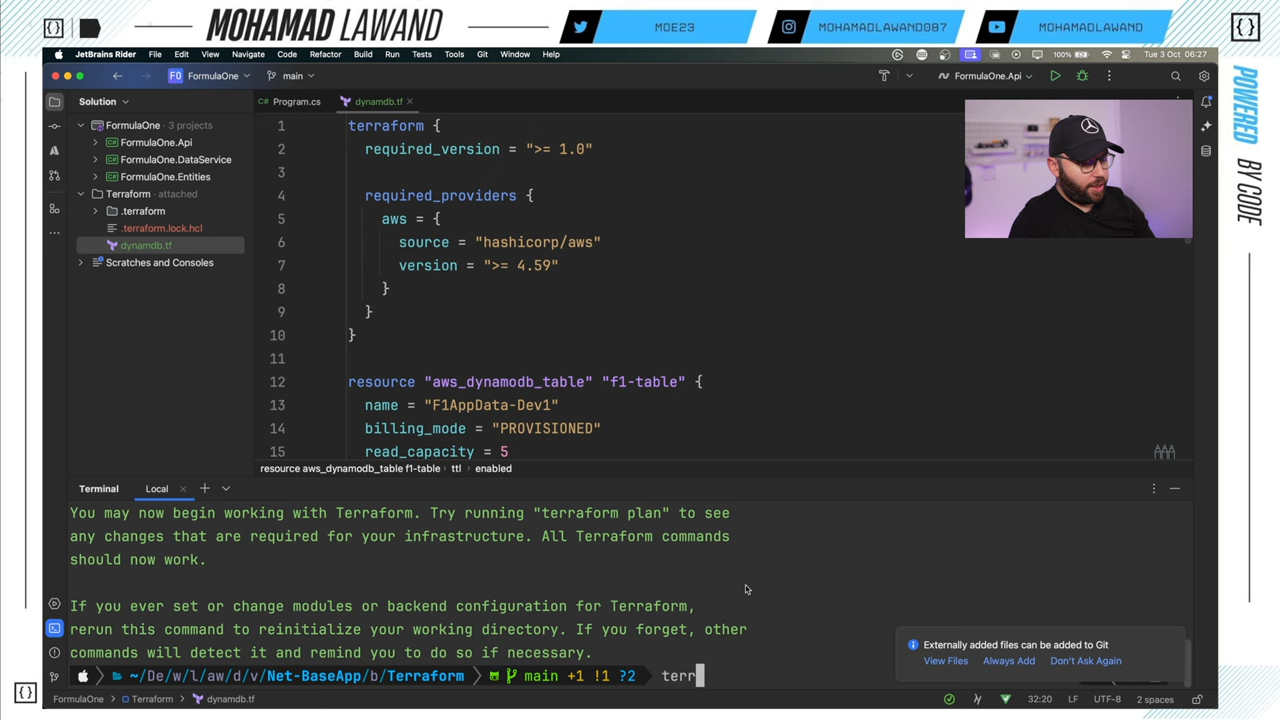 MOHAMAD LAWAND
MOE23
MOHAMADLAWAND087
MOHAMADLAWAND
JetBrains Rider File Edit View Navigate Code Refactor Build Run Tests Tools Git Window Help
100% Tue 3 Oct 06:27
FO FormulaOne main
FormulaOne.Api
Solution
Program.cs
dynamdb.tf
FormulaOne 3 projects
FormulaOne.Api
FormulaOne.DataService
FormulaOne.Entities
Terraform attached
.terraform
.terraform.lock.hcl
dynamdb.tf
Scratches and Consoles
1 terraform {
2 required_version = ">= 1.0"
3
4 required_providers {
5 aws = {
6 source = "hashicorp/aws"
7 version = ">= 4.59"
8 }
9 }
10 }
11
12 resource "aws_dynamodb_table" "f1-table" {
13 name = "F1AppData-Dev1"
14 billing_mode = "PROVISIONED"
15 read_capacity = 5
resource aws_dynamodb_table f1-table ttl enabled
Terminal Local
You may now begin working with Terraform. Try running "terraform plan" to see
any changes that are required for your infrastructure. All Terraform commands
should now work.
If you ever set or change modules or backend configuration for Terraform,
rerun this command to reinitialize your working directory. If you forget, other
commands will detect it and remind you to do so if necessary.
~/De/w/l/aw/d/v/Net-BaseApp/b/Terraform main +1 !1 ?2 terr
Externally added files can be added to Git
View Files Always Add Don't Ask Again
FormulaOne Terraform dynamdb.tf
32:20 LF UTF-8 2 spaces
POWERED BY CODE